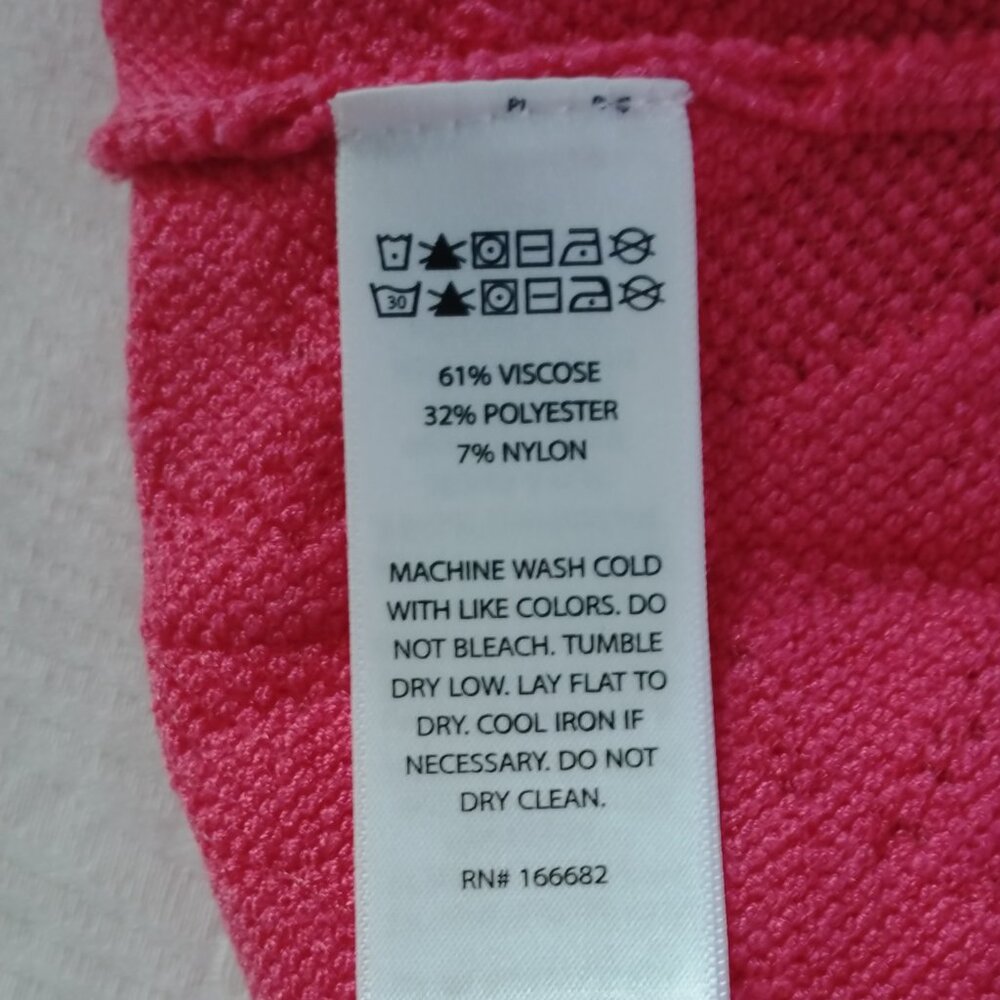 30
61% VISCOSE
32% POLYESTER
7% NYLON
MACHINE WASH COLD
WITH LIKE COLORS. DO
NOT BLEACH. TUMBLE
DRY LOW. LAY FLAT TO
DRY. COOL IRON IF
NECESSARY. DO NOT
DRY CLEAN.
RN# 166682